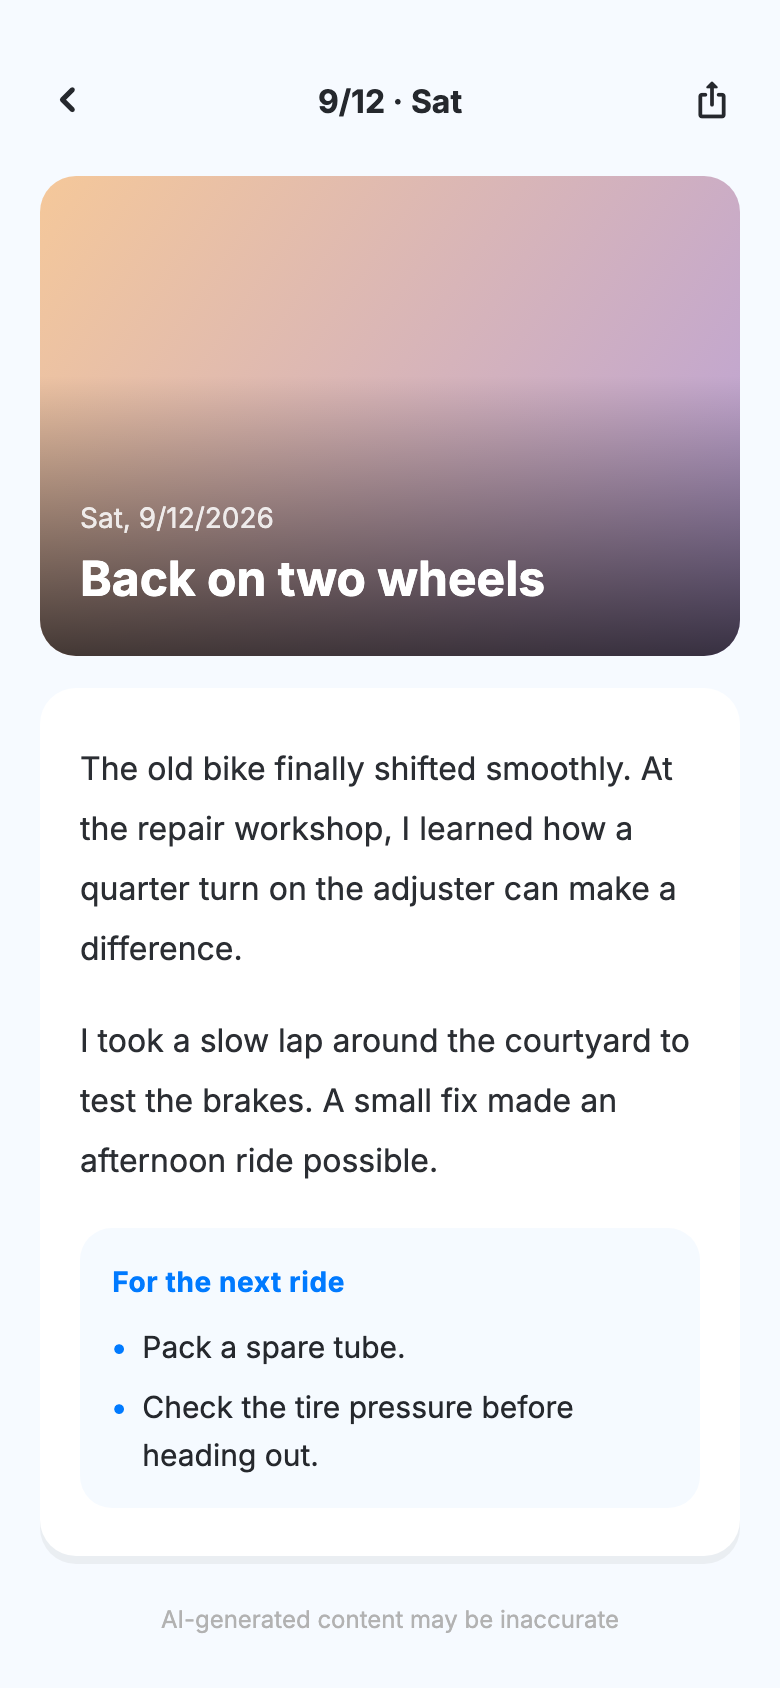 9/12 · Sat
Sat, 9/12/2026
Back on two wheels
The old bike finally shifted smoothly. At
the repair workshop, I learned how a
quarter turn on the adjuster can make a
difference.
I took a slow lap around the courtyard to
test the brakes. A small fix made an
afternoon ride possible.
For the next ride
• Pack a spare tube.
• Check the tire pressure before
heading out.
AI-generated content may be inaccurate